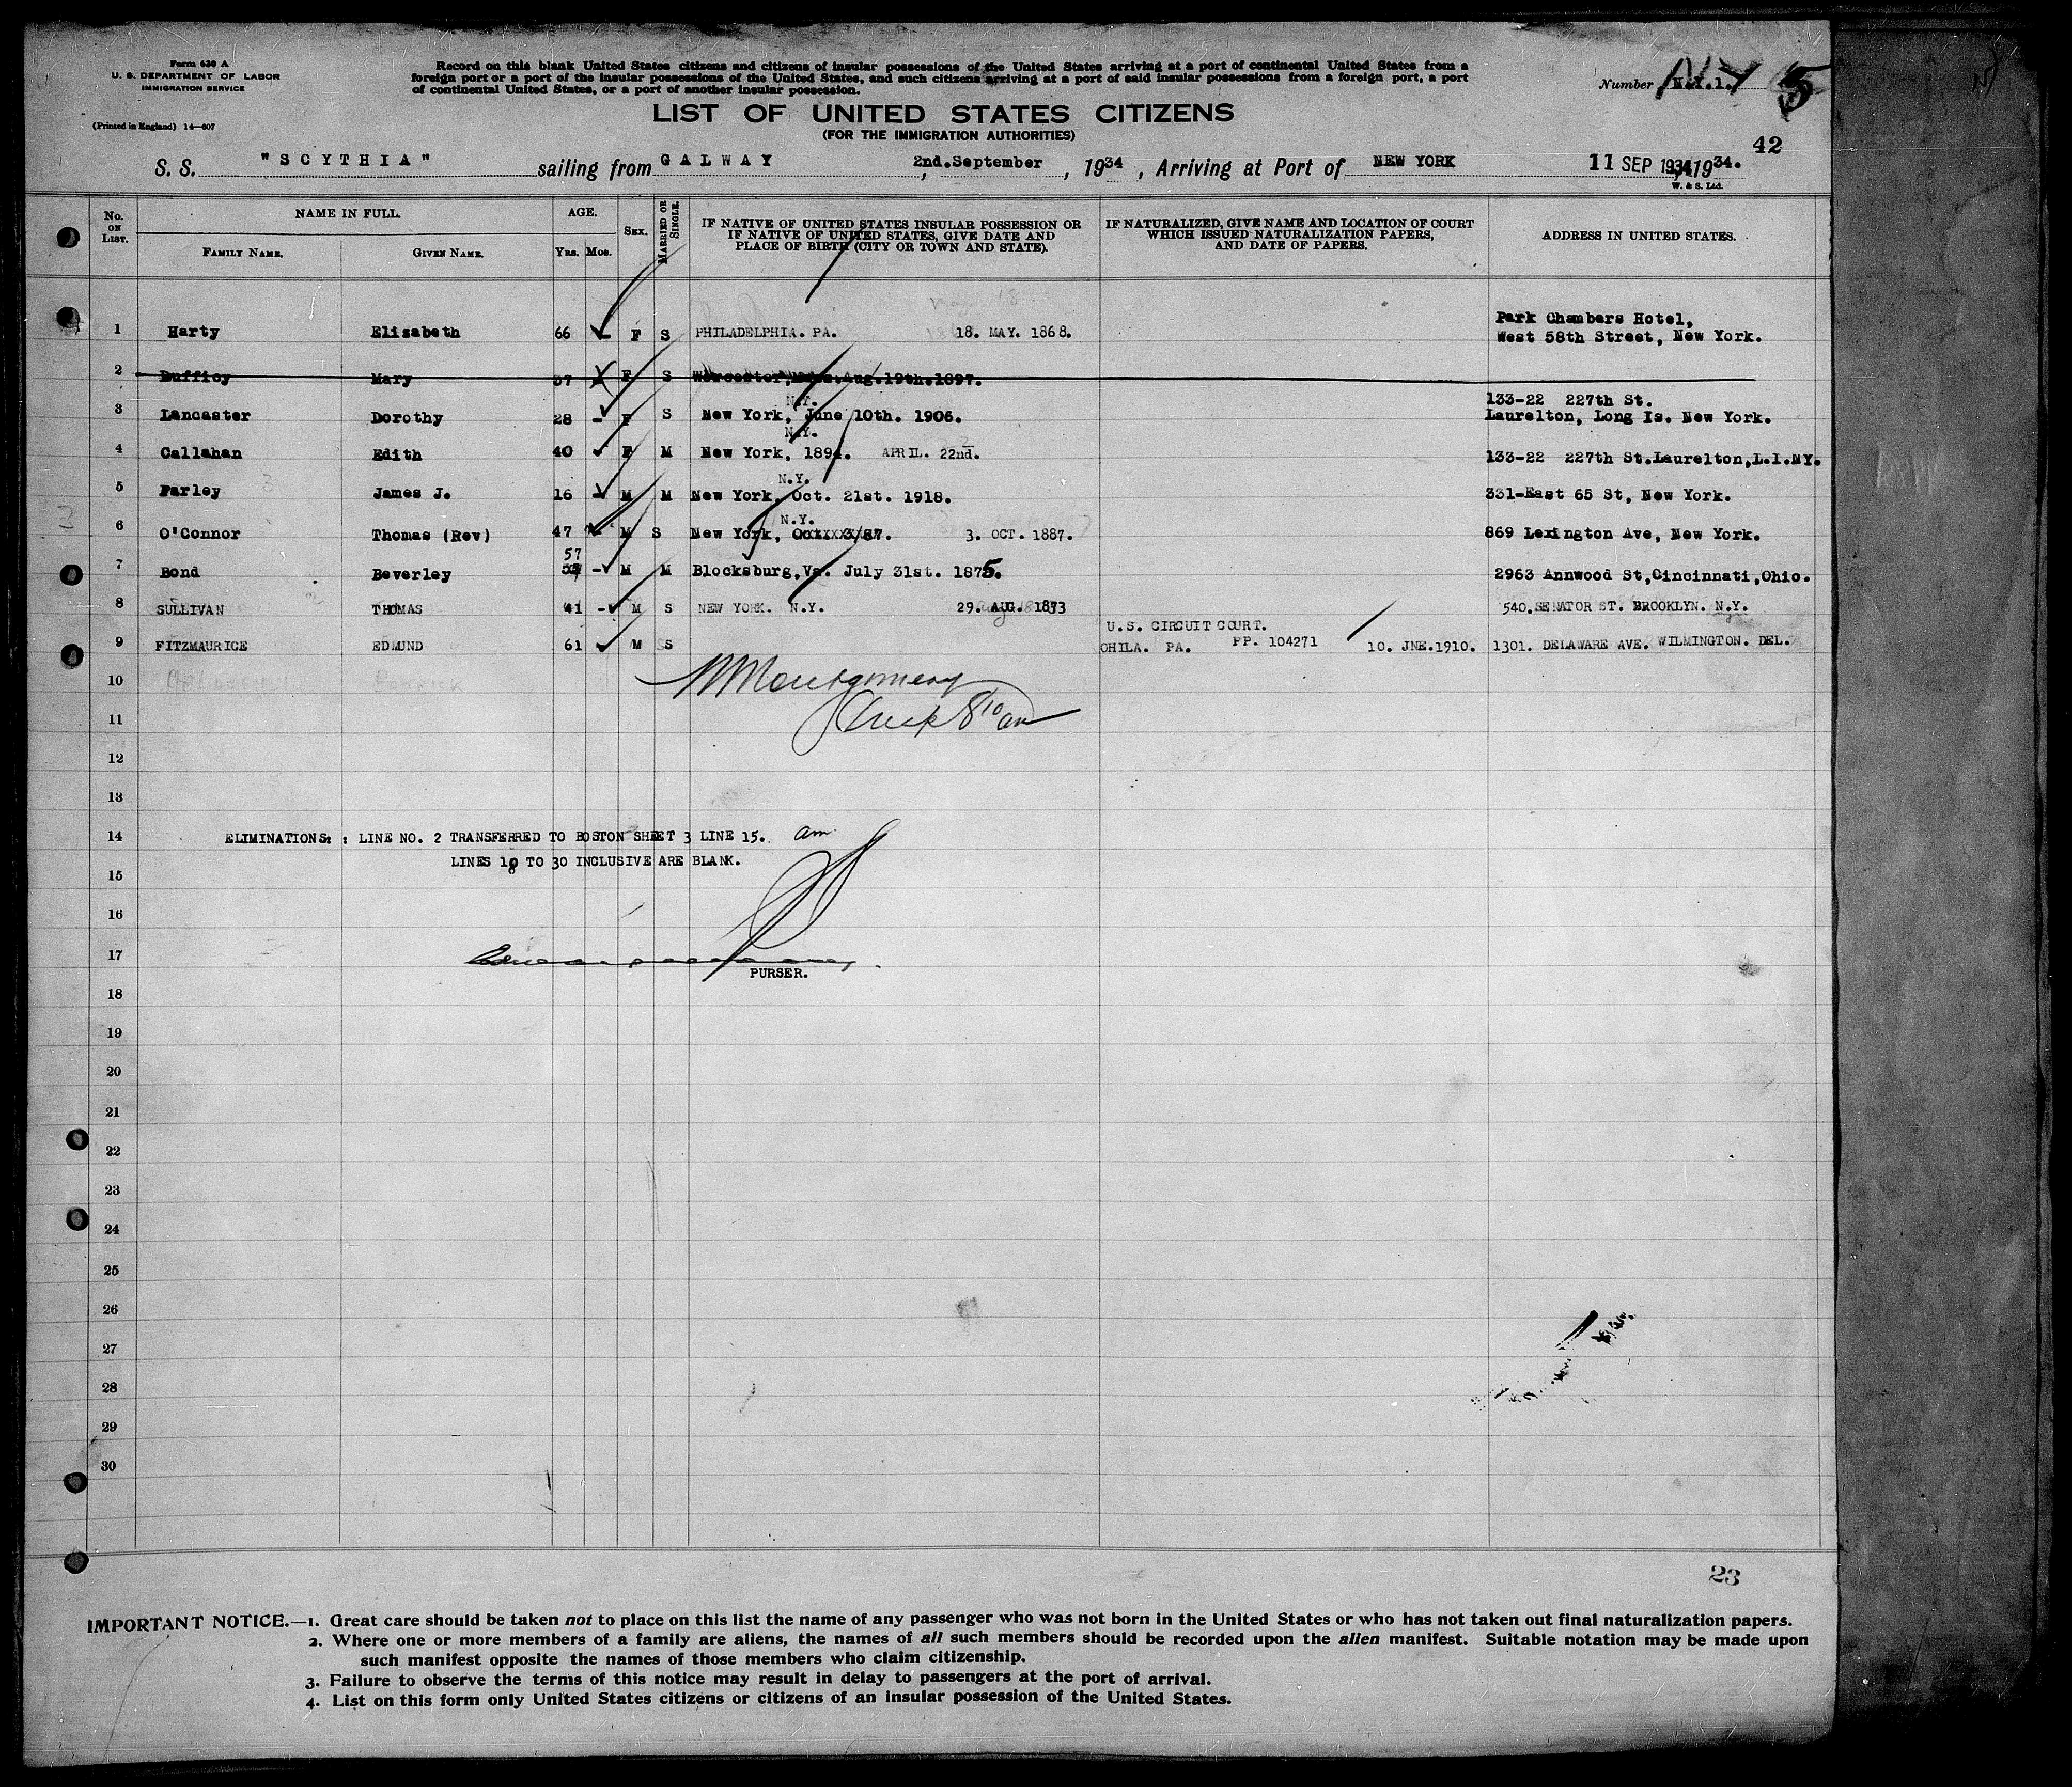 Form 630 A
U. S. DEPARTMENT OF LABOR
IMMIGRATION SERVICE
(Printed in England) 14—607
Record on this blank United States citizens and citizens of insular possessions of the United States arriving at a port of continental United States from a
foreign port or a port of the insular possessions of the United States, and such citizens arriving at a port of said insular possessions from a foreign port, a port
of continental United States, or a port of another insular possession.
Number N.Y.1. 5
LIST OF UNITED STATES CITIZENS
(FOR THE IMMIGRATION AUTHORITIES)
42
S. S. "SCYTHIA" sailing from GALWAY, 2nd.September, 1934, Arriving at Port of NEW YORK 11 SEP 1934, 1934.
W. & S. Ltd.
No. ON LIST. NAME IN FULL. AGE. SEX. MARRIED OR SINGLE. IF NATIVE OF UNITED STATES INSULAR POSSESSION OR IF NATIVE OF UNITED STATES, GIVE DATE AND PLACE OF BIRTH (CITY OR TOWN AND STATE). IF NATURALIZED, GIVE NAME AND LOCATION OF COURT WHICH ISSUED NATURALIZATION PAPERS, AND DATE OF PAPERS. ADDRESS IN UNITED STATES.
FAMILY NAME. GIVEN NAME. YRS. MOS.
Park Chambers Hotel,
1 Harty Elizabeth 66 F S PHILADELPHIA. PA. 18. MAY. 1868. West 58th Street, New York.
2 Dufficy Mary 37 F S Worcester, Mass. Aug. 19th. 1897.
N.Y. 133-22 227th St.
3 Lancaster Dorothy 28 - F S New York, June 10th. 1906. Laurelton, Long Is. New York.
N.Y.
4 Callahan Edith 40 F M New York, 1894. APRIL. 22nd. 133-22 227th St.Laurelton,L.I.NY.
N.Y.
5 Farley James J. 16 - M M New York, Oct. 21st. 1918. 331-East 65 St, New York.
N.Y.
6 O'Connor Thomas (Rev) 47 M S New York, 3. OCT. 1887. 869 Lexington Ave, New York.
57
7 Bond Beverley - M M Blocksburg,Va. July 31st. 1875. 2963 Annwood St,Cincinnati,Ohio.
8 SULLIVAN THOMAS 41 - M S NEW YORK. N.Y. 29. AUG. 1893 540.SENATOR ST. BROOKLYN. N.Y.
U.S. CIRCUIT COURT.
9 FITZMAURICE EDMUND 61 M S OHILA. PA. PP. 104271 10. JNE.1910. 1301. DELAWARE AVE. WILMINGTON. DEL.
10 Montgomery
11 8 10 am
12
13
14 ELIMINATIONS: : LINE NO. 2 TRANSFERRED TO BOSTON SHEET 3 LINE 15. am
LINES 10 TO 30 INCLUSIVE ARE BLANK.
15
16
17
PURSER.
18
19
20
21
22
23
24
25
26
27
28
29
30
23
IMPORTANT NOTICE.—1. Great care should be taken not to place on this list the name of any passenger who was not born in the United States or who has not taken out final naturalization papers.
2. Where one or more members of a family are aliens, the names of all such members should be recorded upon the alien manifest. Suitable notation may be made upon
such manifest opposite the names of those members who claim citizenship.
3. Failure to observe the terms of this notice may result in delay to passengers at the port of arrival.
4. List on this form only United States citizens or citizens of an insular possession of the United States.